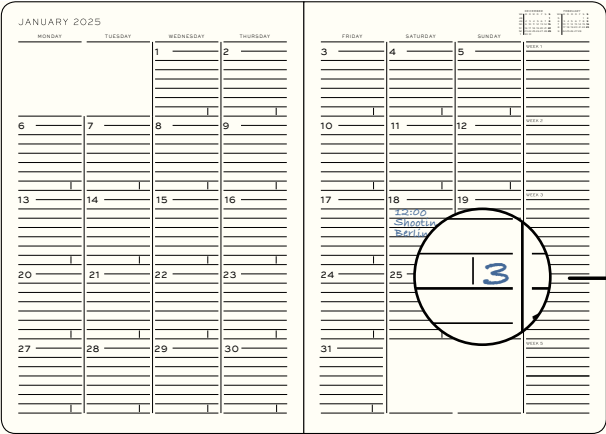 JANUARY 2025
MONDAY TUESDAY WEDNESDAY THURSDAY FRIDAY SATURDAY SUNDAY
1 2 3 4 5 WEEK 1
6 7 8 9 10 11 12 WEEK 2
13 14 15 16 17 18 19 WEEK 3
12:00
Shootin
Berlin
20 21 22 23 24 25
3
27 28 29 30 31 WEEK 5